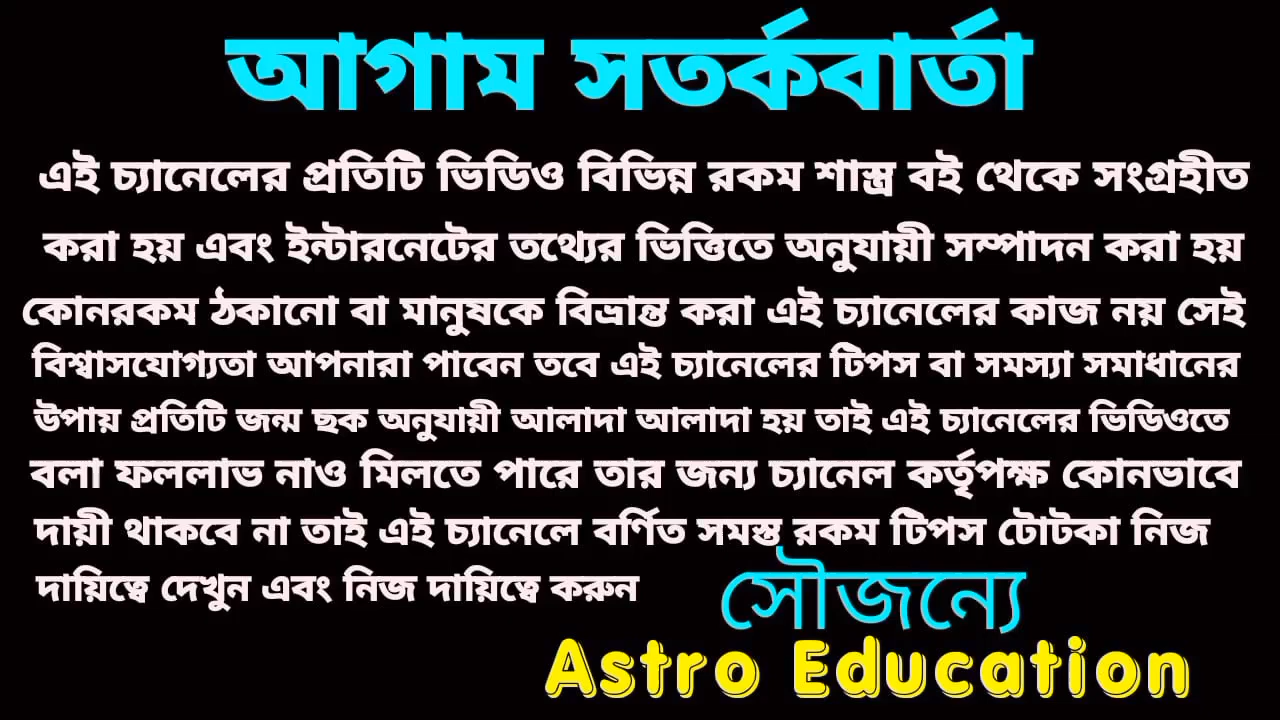 আগাম সতর্কবার্তা
এই চ্যানেলের প্রতিটি ভিডিও বিভিন্ন রকম শাস্ত্র বই থেকে সংগ্রহীত
করা হয় এবং ইন্টারনেটের তথ্যের ভিত্তিতে অনুযায়ী সম্পাদন করা হয়
কোনরকম ঠকানো বা মানুষকে বিভ্রান্ত করা এই চ্যানেলের কাজ নয় সেই
বিশ্বাসযোগ্যতা আপনারা পাবেন তবে এই চ্যানেলের টিপস বা সমস্যা সমাধানের
উপায় প্রতিটি জন্ম ছক অনুযায়ী আলাদা আলাদা হয় তাই এই চ্যানেলের ভিডিওতে
বলা ফললাভ নাও মিলতে পারে তার জন্য চ্যানেল কর্তৃপক্ষ কোনভাবে
দায়ী থাকবে না তাই এই চ্যানেলে বর্ণিত সমস্ত রকম টিপস টোটকা নিজ
দায়িত্বে দেখুন এবং নিজ দায়িত্বে করুন
সৌজন্যে
Astro Education